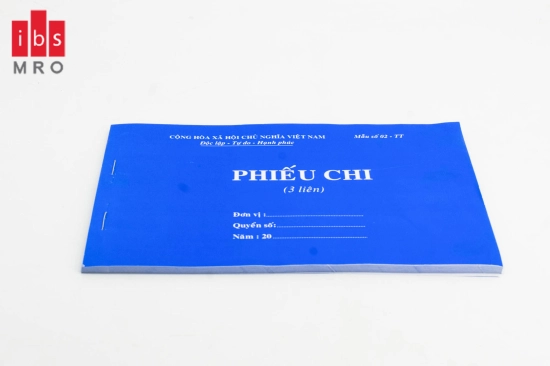 ibs
MRO
CỘNG HÒA XÃ HỘI CHỦ NGHĨA VIỆT NAM Mẫu số 02 - TT
Độc lập - Tự do - Hạnh phúc
PHIẾU CHI
(3 liên)
Đơn vị :
Quyển số:
Năm : 20